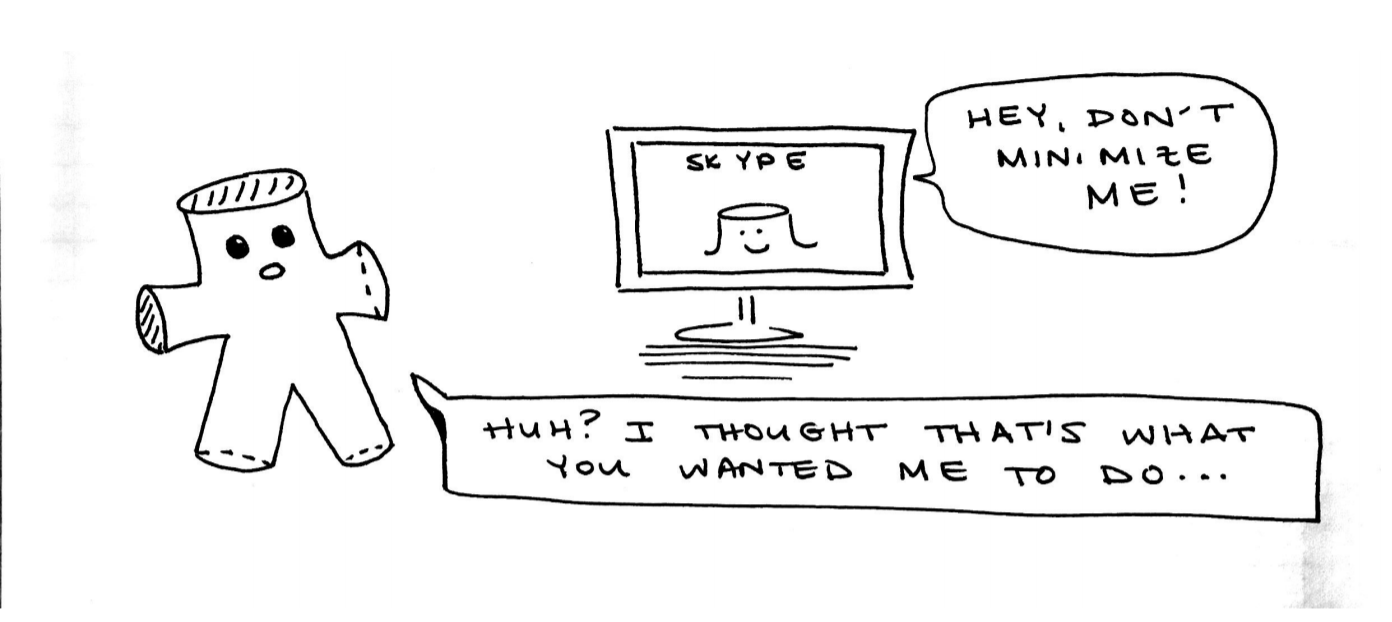 SKYPE
HEY, DON'T
MINIMIZE
ME!
HUH? I THOUGHT THAT'S WHAT
YOU WANTED ME TO DO...